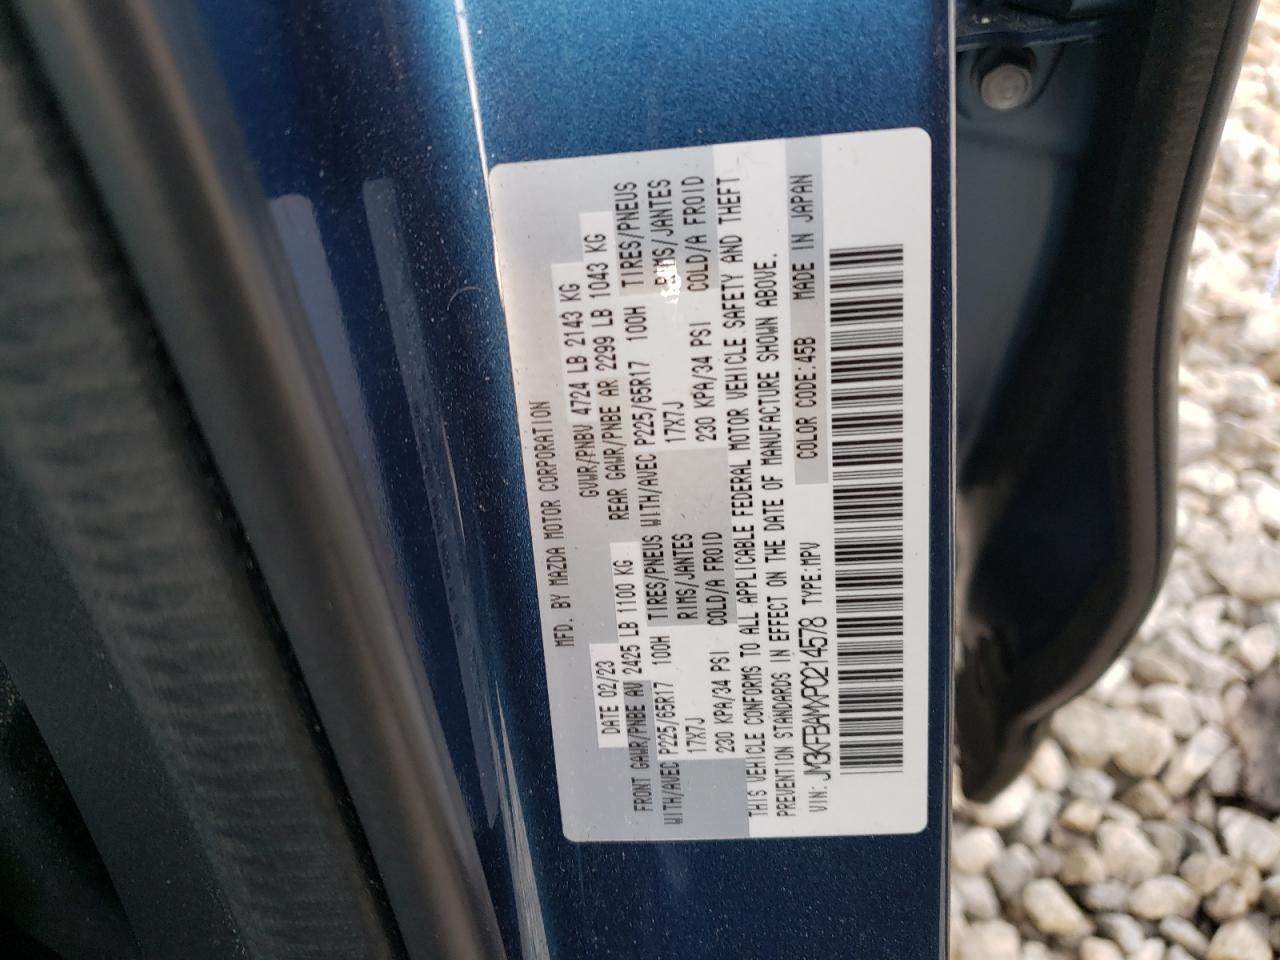 MFD. BY MAZDA MOTOR CORPORATION
DATE 02/23 GVWR/PNBV 4724 LB 2143 KG
FRONT GAWR/PNBE AV 2425 LB 1100 KG REAR GAWR/PNBE AR 2299 LB 1043 KG
WITH/AVEC P225/65R17 100H TIRES/PNEUS WITH/AVEC P225/65R17 100H TIRES/PNEUS
17X7J RIMS/JANTES 17X7J RIMS/JANTES
230 KPA/34 PSI COLD/A FROID 230 KPA/34 PSI COLD/A FROID
THIS VEHICLE CONFORMS TO ALL APPLICABLE FEDERAL MOTOR VEHICLE SAFETY AND THEFT
PREVENTION STANDARDS IN EFFECT ON THE DATE OF MANUFACTURE SHOWN ABOVE.
VIN: JM3KFBAMXP0214578 TYPE:MPV COLOR CODE:45B MADE IN JAPAN